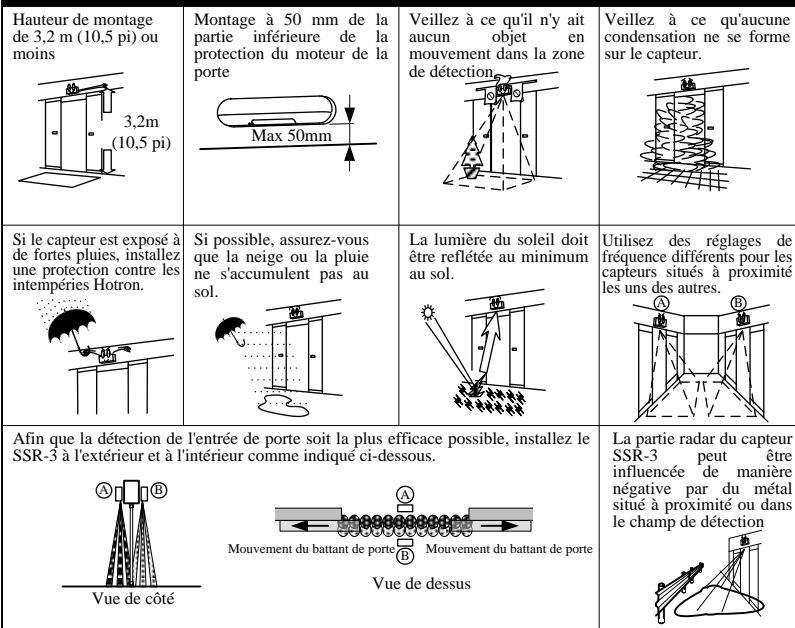 Hauteur de montage
de 3,2 m (10,5 pi) ou
moins
3,2m
(10,5 pi)
Montage à 50 mm de la
partie inférieure de la
protection du moteur de la
porte
Max 50mm
Veillez à ce qu'il n'y ait
aucun objet en
mouvement dans la zone
de détection
Veillez à ce qu'aucune
condensation ne se forme
sur le capteur.
Si le capteur est exposé à
de fortes pluies, installez
une protection contre les
intempéries Hotron.
Si possible, assurez-vous
que la neige ou la pluie
ne s'accumulent pas au
sol.
La lumière du soleil doit
être reflétée au minimum
au sol.
Utilisez des réglages de
fréquence différents pour les
capteurs situés à proximité
les uns des autres.
A B
Afin que la détection de l'entrée de porte soit la plus efficace possible, installez le
SSR-3 à l'extérieur et à l'intérieur comme indiqué ci-dessous.
A B
Vue de côté
A
Mouvement du battant de porte Mouvement du battant de porte
B
Vue de dessus
La partie radar du capteur
SSR-3 peut être
influencée de manière
négative par du métal
situé à proximité ou dans
le champ de détection